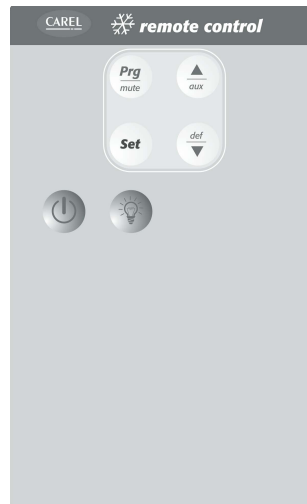 CAREL remote control
Prg
mute
aux
Set
def